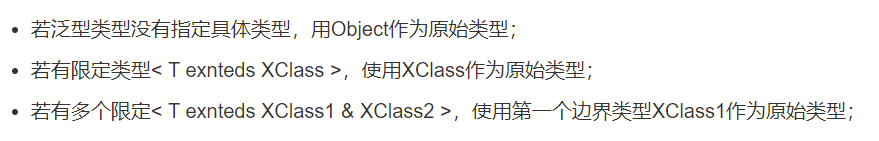 • 若泛型类型没有指定具体类型，用Object作为原始类型；
• 若有限定类型< T exnteds XClass >，使用XClass作为原始类型；
• 若有多个限定< T exnteds XClass1 & XClass2 >，使用第一个边界类型XClass1作为原始类型；